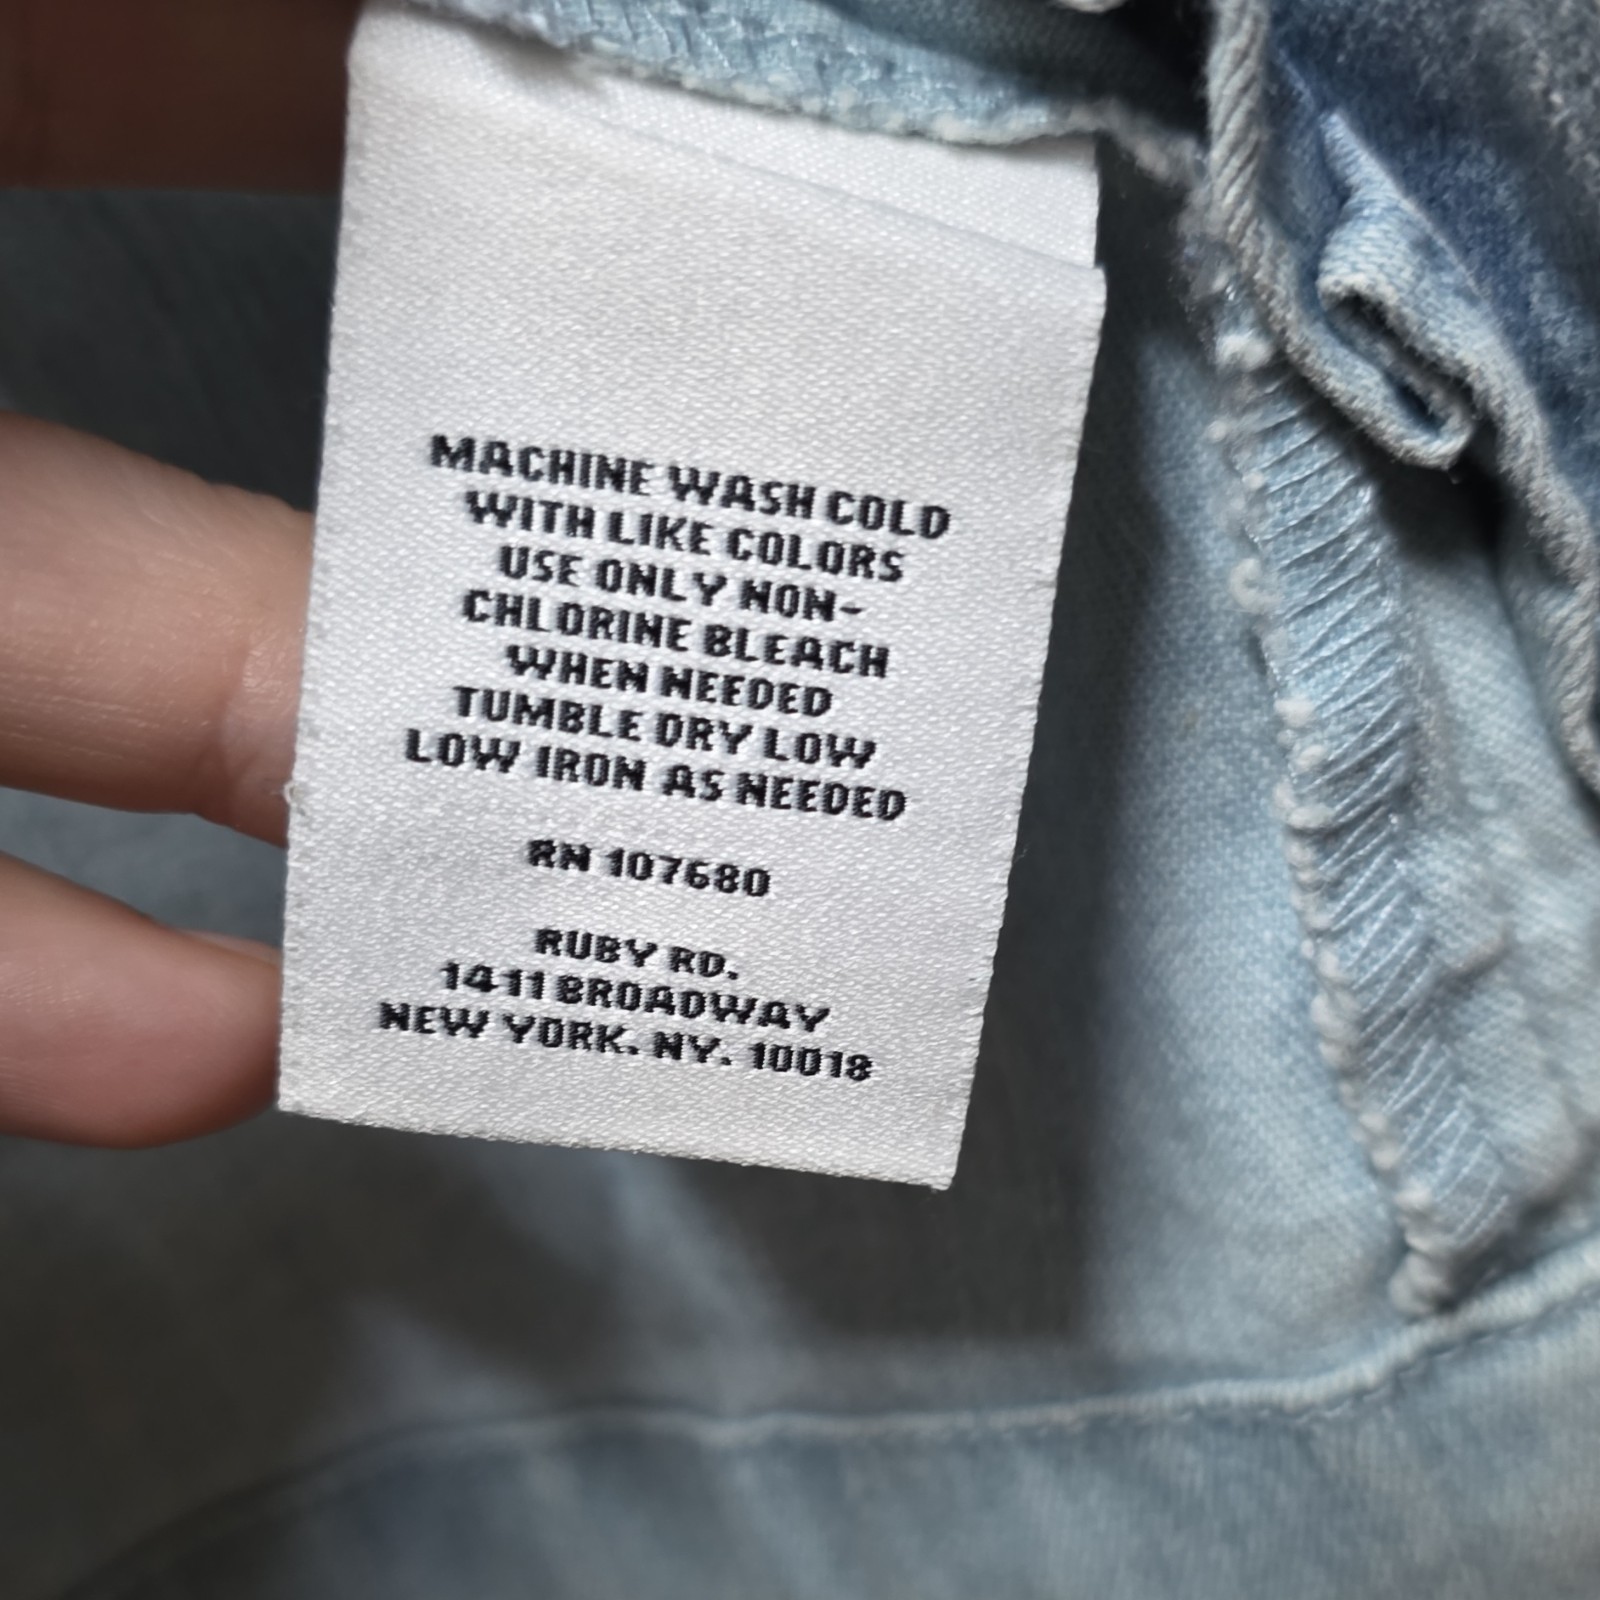 MACHINE WASH COLD
WITH LIKE COLORS
USE ONLY NON-
CHLORINE BLEACH
WHEN NEEDED
TUMBLE DRY LOW
LOW IRON AS NEEDED
RN 107680
RUBY RD.
1411 BROADWAY
NEW YORK. NY. 10018